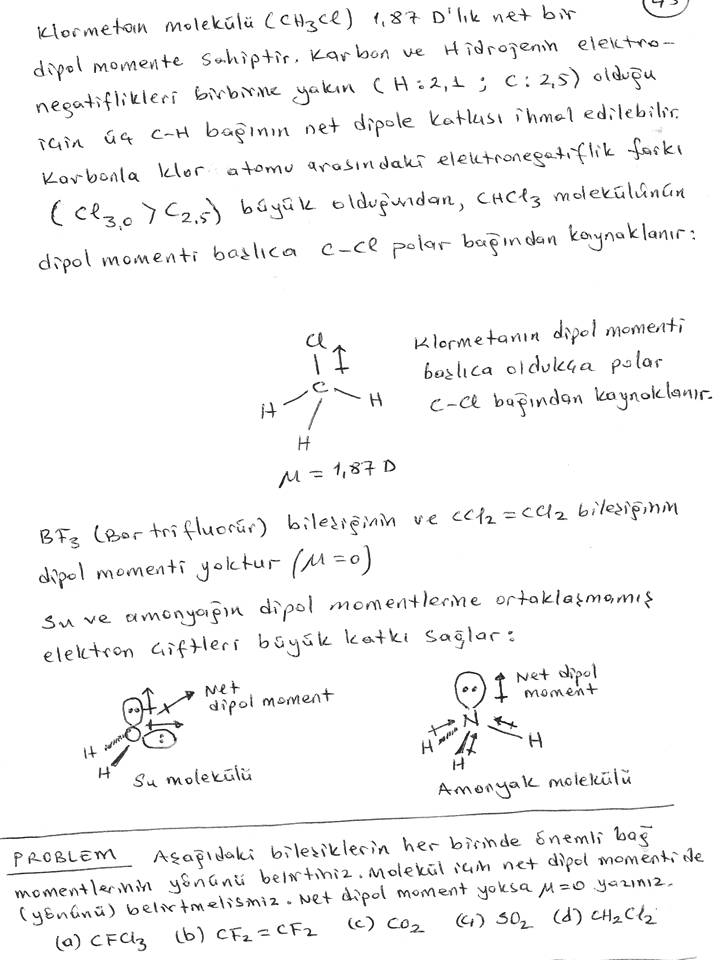 43
Klormetan molekülü (CH3Cl) 1,87 D'lık net bir
dipol momente sahiptir. Karbon ve Hidrojenin elektro-
negatiflikleri birbirine yakın (H:2,1 ; C:2,5) olduğu
için üç C-H bağının net dipole katkısı ihmal edilebilir.
Karbonla klor atomu arasındaki elektronegatiflik farkı
(Cl3,0 > C2,5) büyük olduğundan, CHCl3 molekülünün
dipol momenti başlıca C-Cl polar bağından kaynaklanır:
Cl
C
H H
H
μ = 1,87 D
Klormetanın dipol momenti
başlıca oldukça polar
C-Cl bağından kaynaklanır.
BF3 (Bor trifluorür) bileşiğinin ve CCl2=CCl2 bileşiğinin
dipol momenti yoktur (μ=0)
Su ve amonyağın dipol momentlerine ortaklaşmamış
elektron çiftleri büyük katkı sağlar:
Net
dipol moment
O
H
H
Su molekülü
Net dipol
moment
N
H H
H
Amonyak molekülü
PROBLEM Aşağıdaki bileşiklerin her birinde önemli bağ
momentlerinin yönünü belirtiniz. Molekül için net dipol momenti de
(yönünü) belirtmelisiniz. Net dipol moment yoksa μ=0 yazınız.
(a) CFCl3 (b) CF2=CF2 (c) CO2 (ç) SO2 (d) CH2Cl2